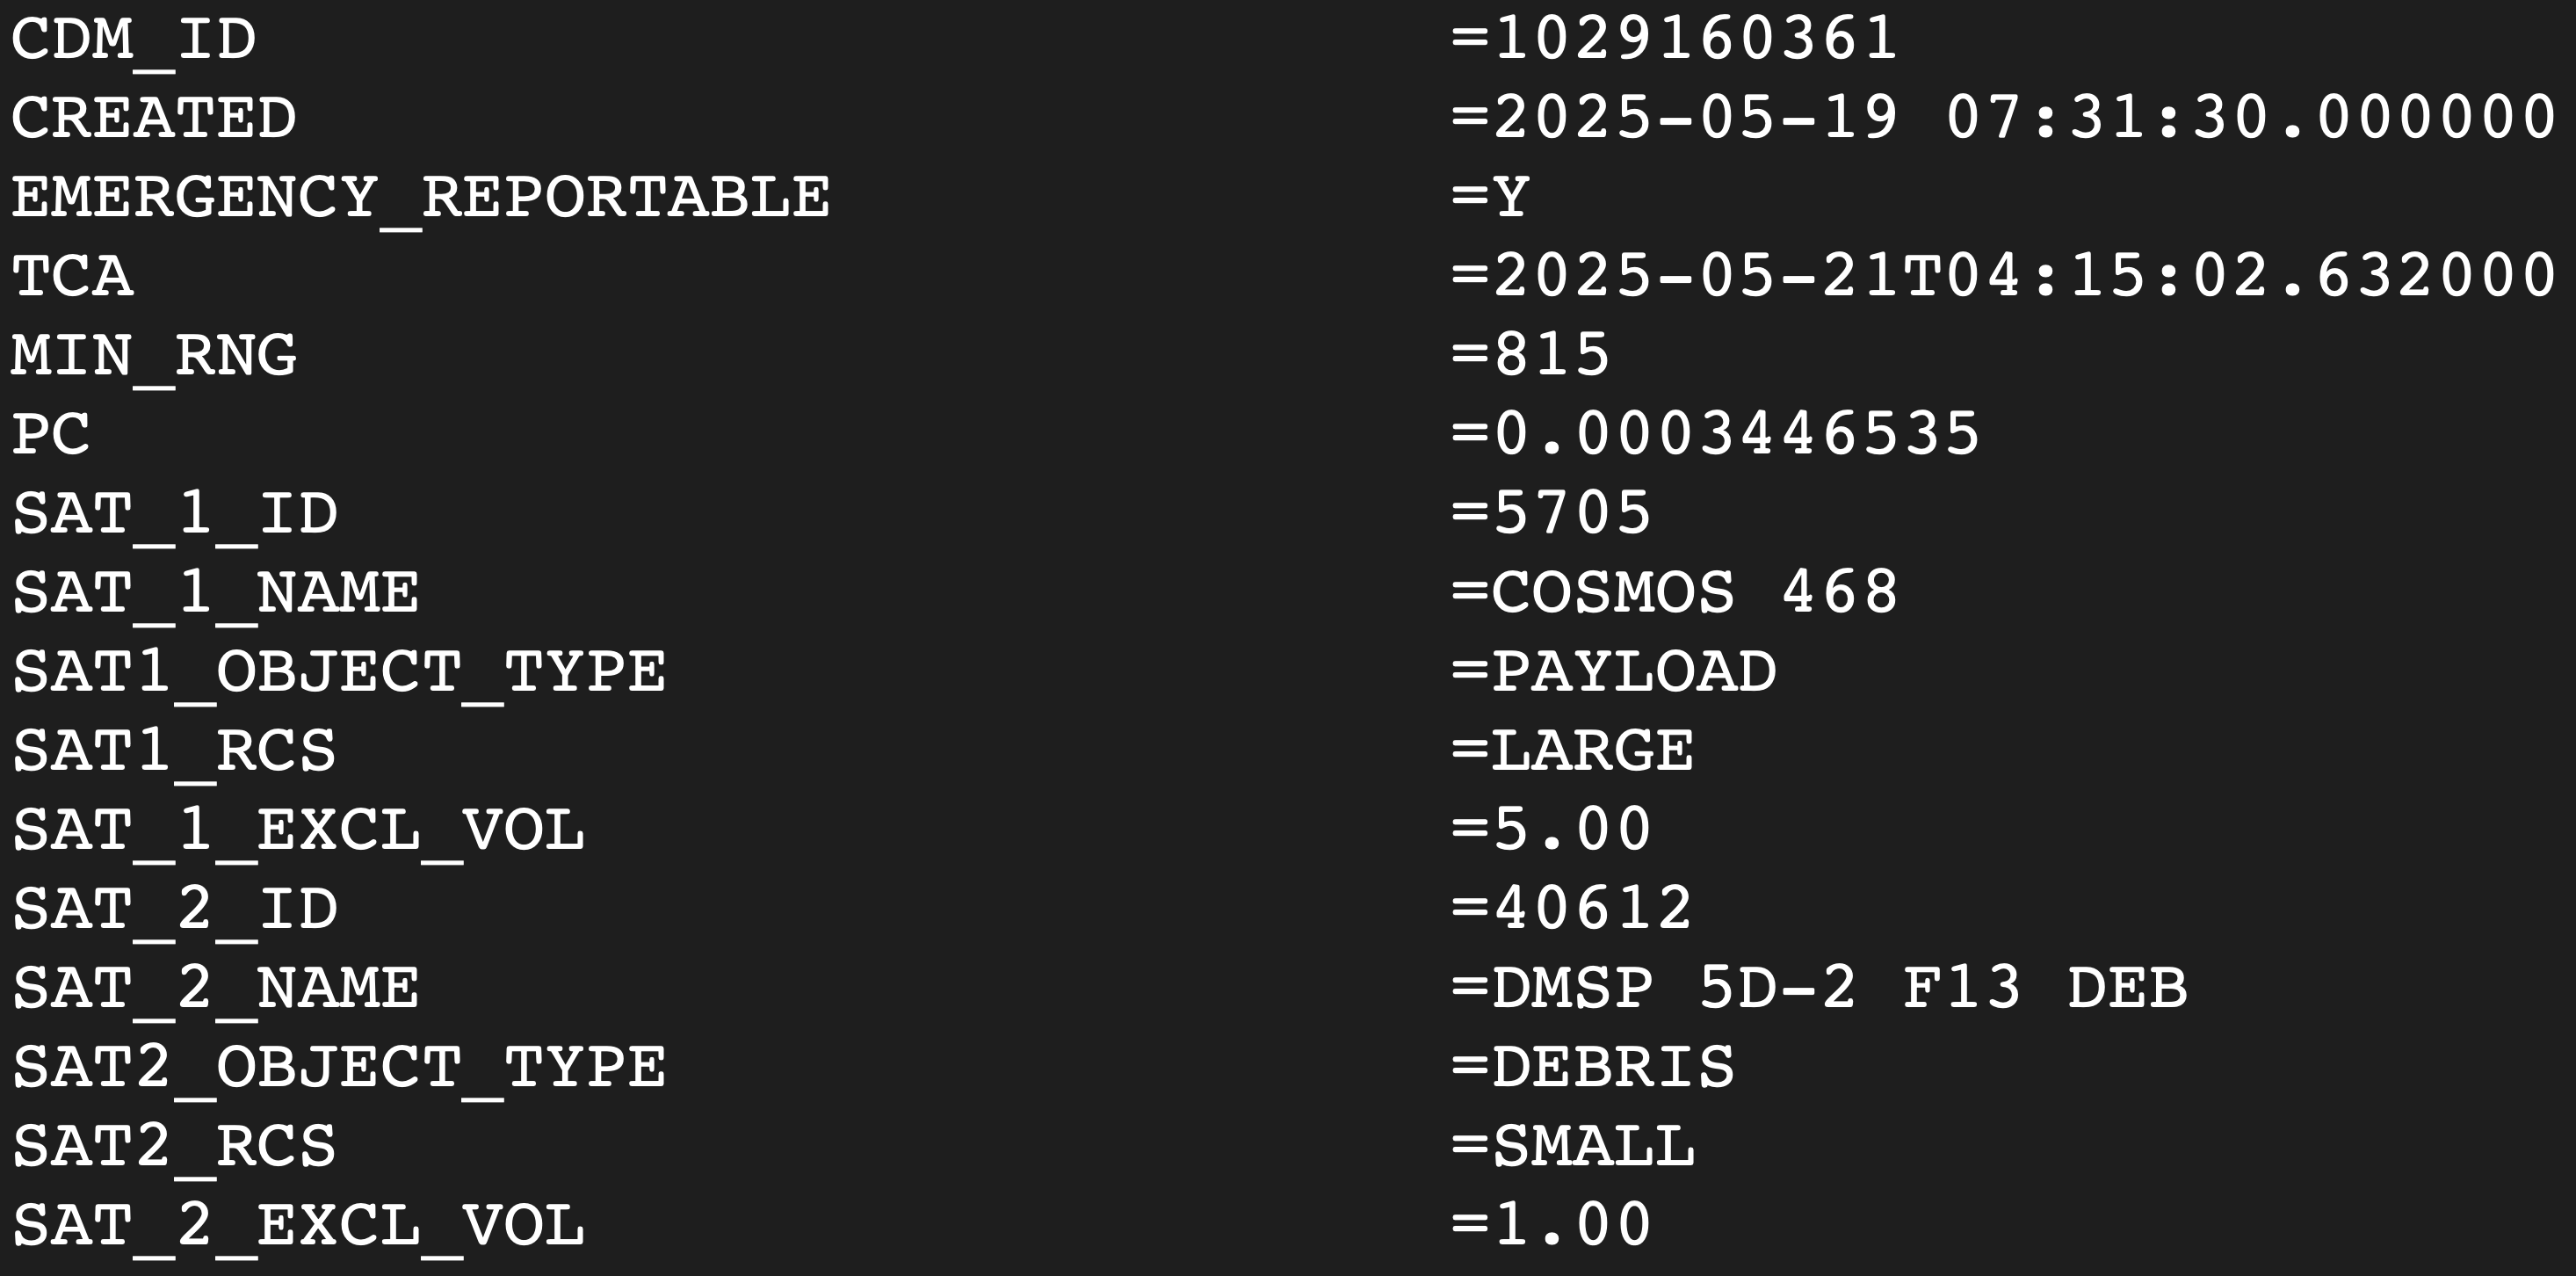 CDM_ID =1029160361
CREATED =2025-05-19 07:31:30.000000
EMERGENCY_REPORTABLE =Y
TCA =2025-05-21T04:15:02.632000
MIN_RNG =815
PC =0.0003446535
SAT_1_ID =5705
SAT_1_NAME =COSMOS 468
SAT1_OBJECT_TYPE =PAYLOAD
SAT1_RCS =LARGE
SAT_1_EXCL_VOL =5.00
SAT_2_ID =40612
SAT_2_NAME =DMSP 5D-2 F13 DEB
SAT2_OBJECT_TYPE =DEBRIS
SAT2_RCS =SMALL
SAT_2_EXCL_VOL =1.00